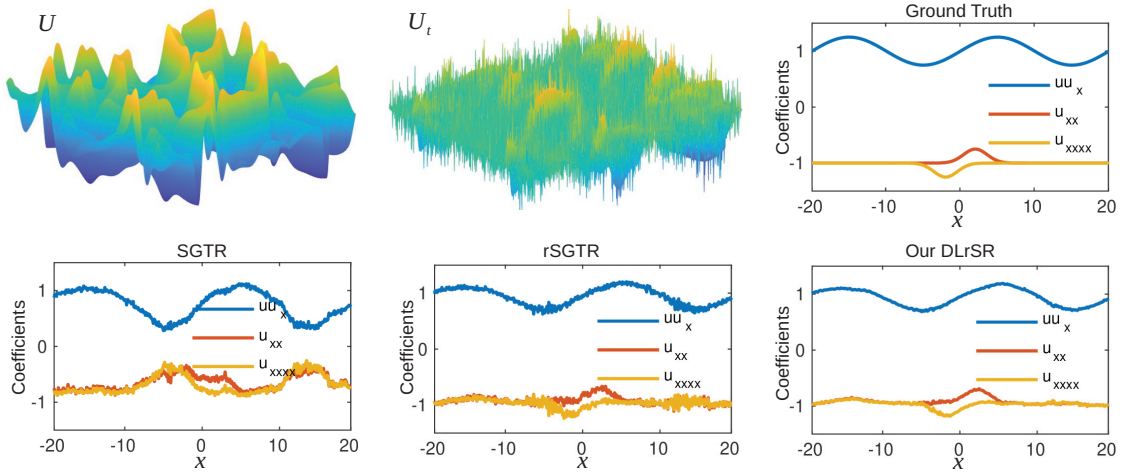 U
U_t
Ground Truth
Coefficients
1
0
-1
uu_x
u_xx
u_xxxx
-20
-10
0
10
20
x
SGTR
Coefficients
1
0
-1
uu_x
u_xx
u_xxxx
-20
-10
0
10
20
x
rSGTR
Coefficients
1
0
-1
uu_x
u_xx
u_xxxx
-20
-10
0
10
20
x
Our DLrSR
Coefficients
1
0
-1
uu_x
u_xx
u_xxxx
-20
-10
0
10
20
x